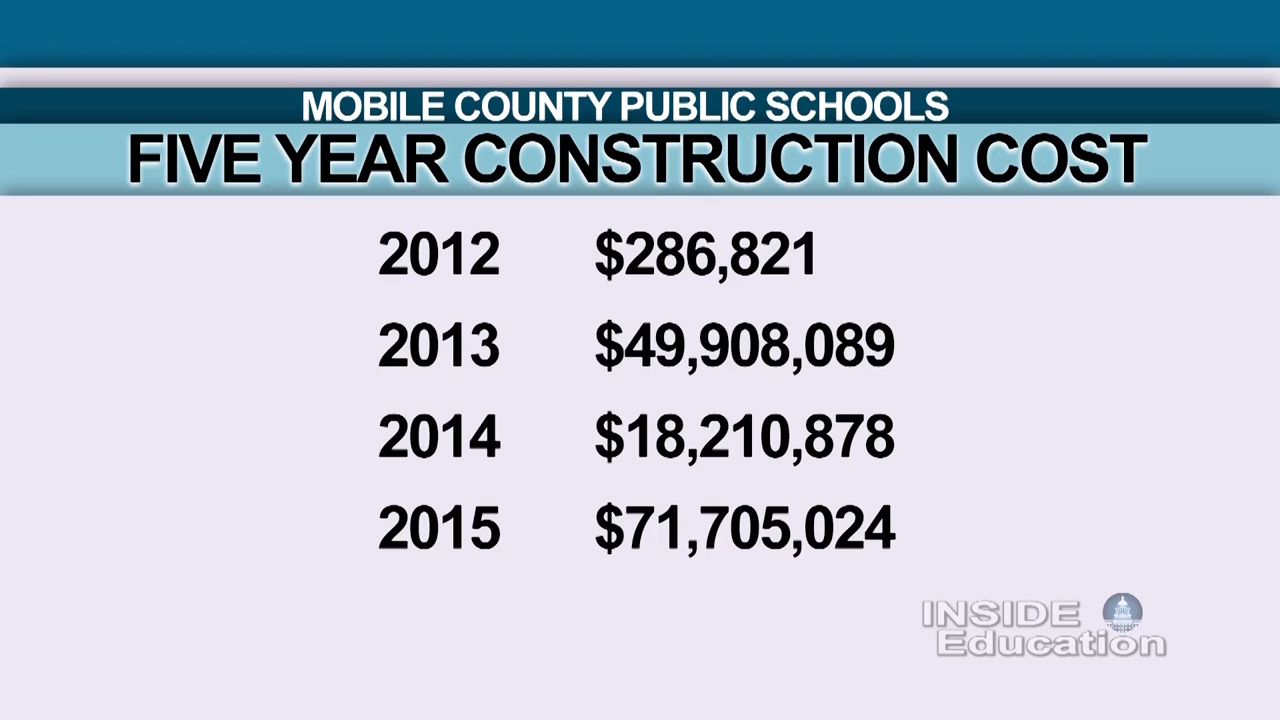 MOBILE COUNTY PUBLIC SCHOOLS
FIVE YEAR CONSTRUCTION COST
2012 $286,821
2013 $49,908,089
2014 $18,210,878
2015 $71,705,024
INSIDE
Education